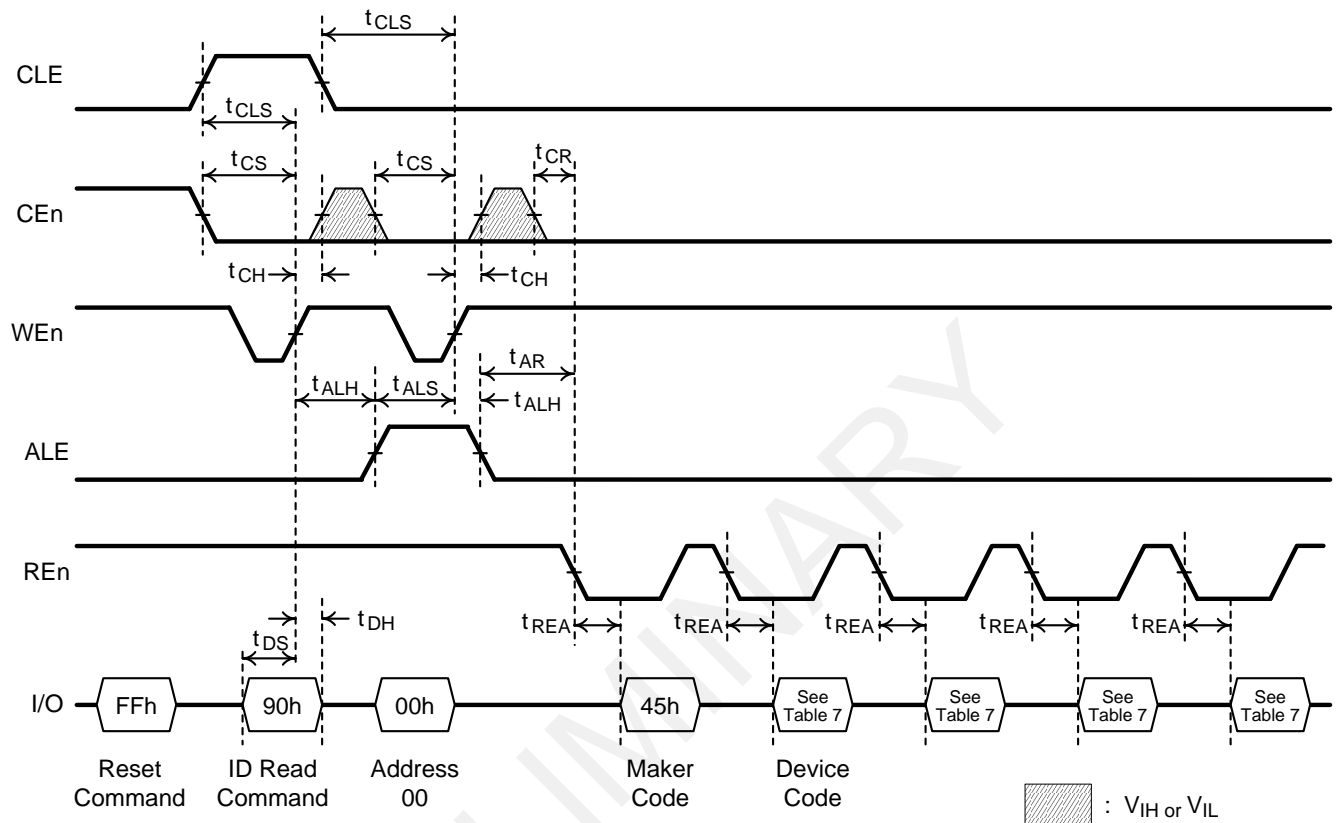 tCLS
CLE
tCLS
tCS
tCS
tCR
CEn
tCH
tCH
WEn
tAR
tALH
tALS
tALH
ALE
REn
tDH
tREA
tREA
tREA
tREA
tREA
tDS
I/O
FFh
90h
00h
45h
See
Table 7
See
Table 7
See
Table 7
See
Table 7
Reset
Command
ID Read
Command
Address
00
Maker
Code
Device
Code
: VIH or VIL